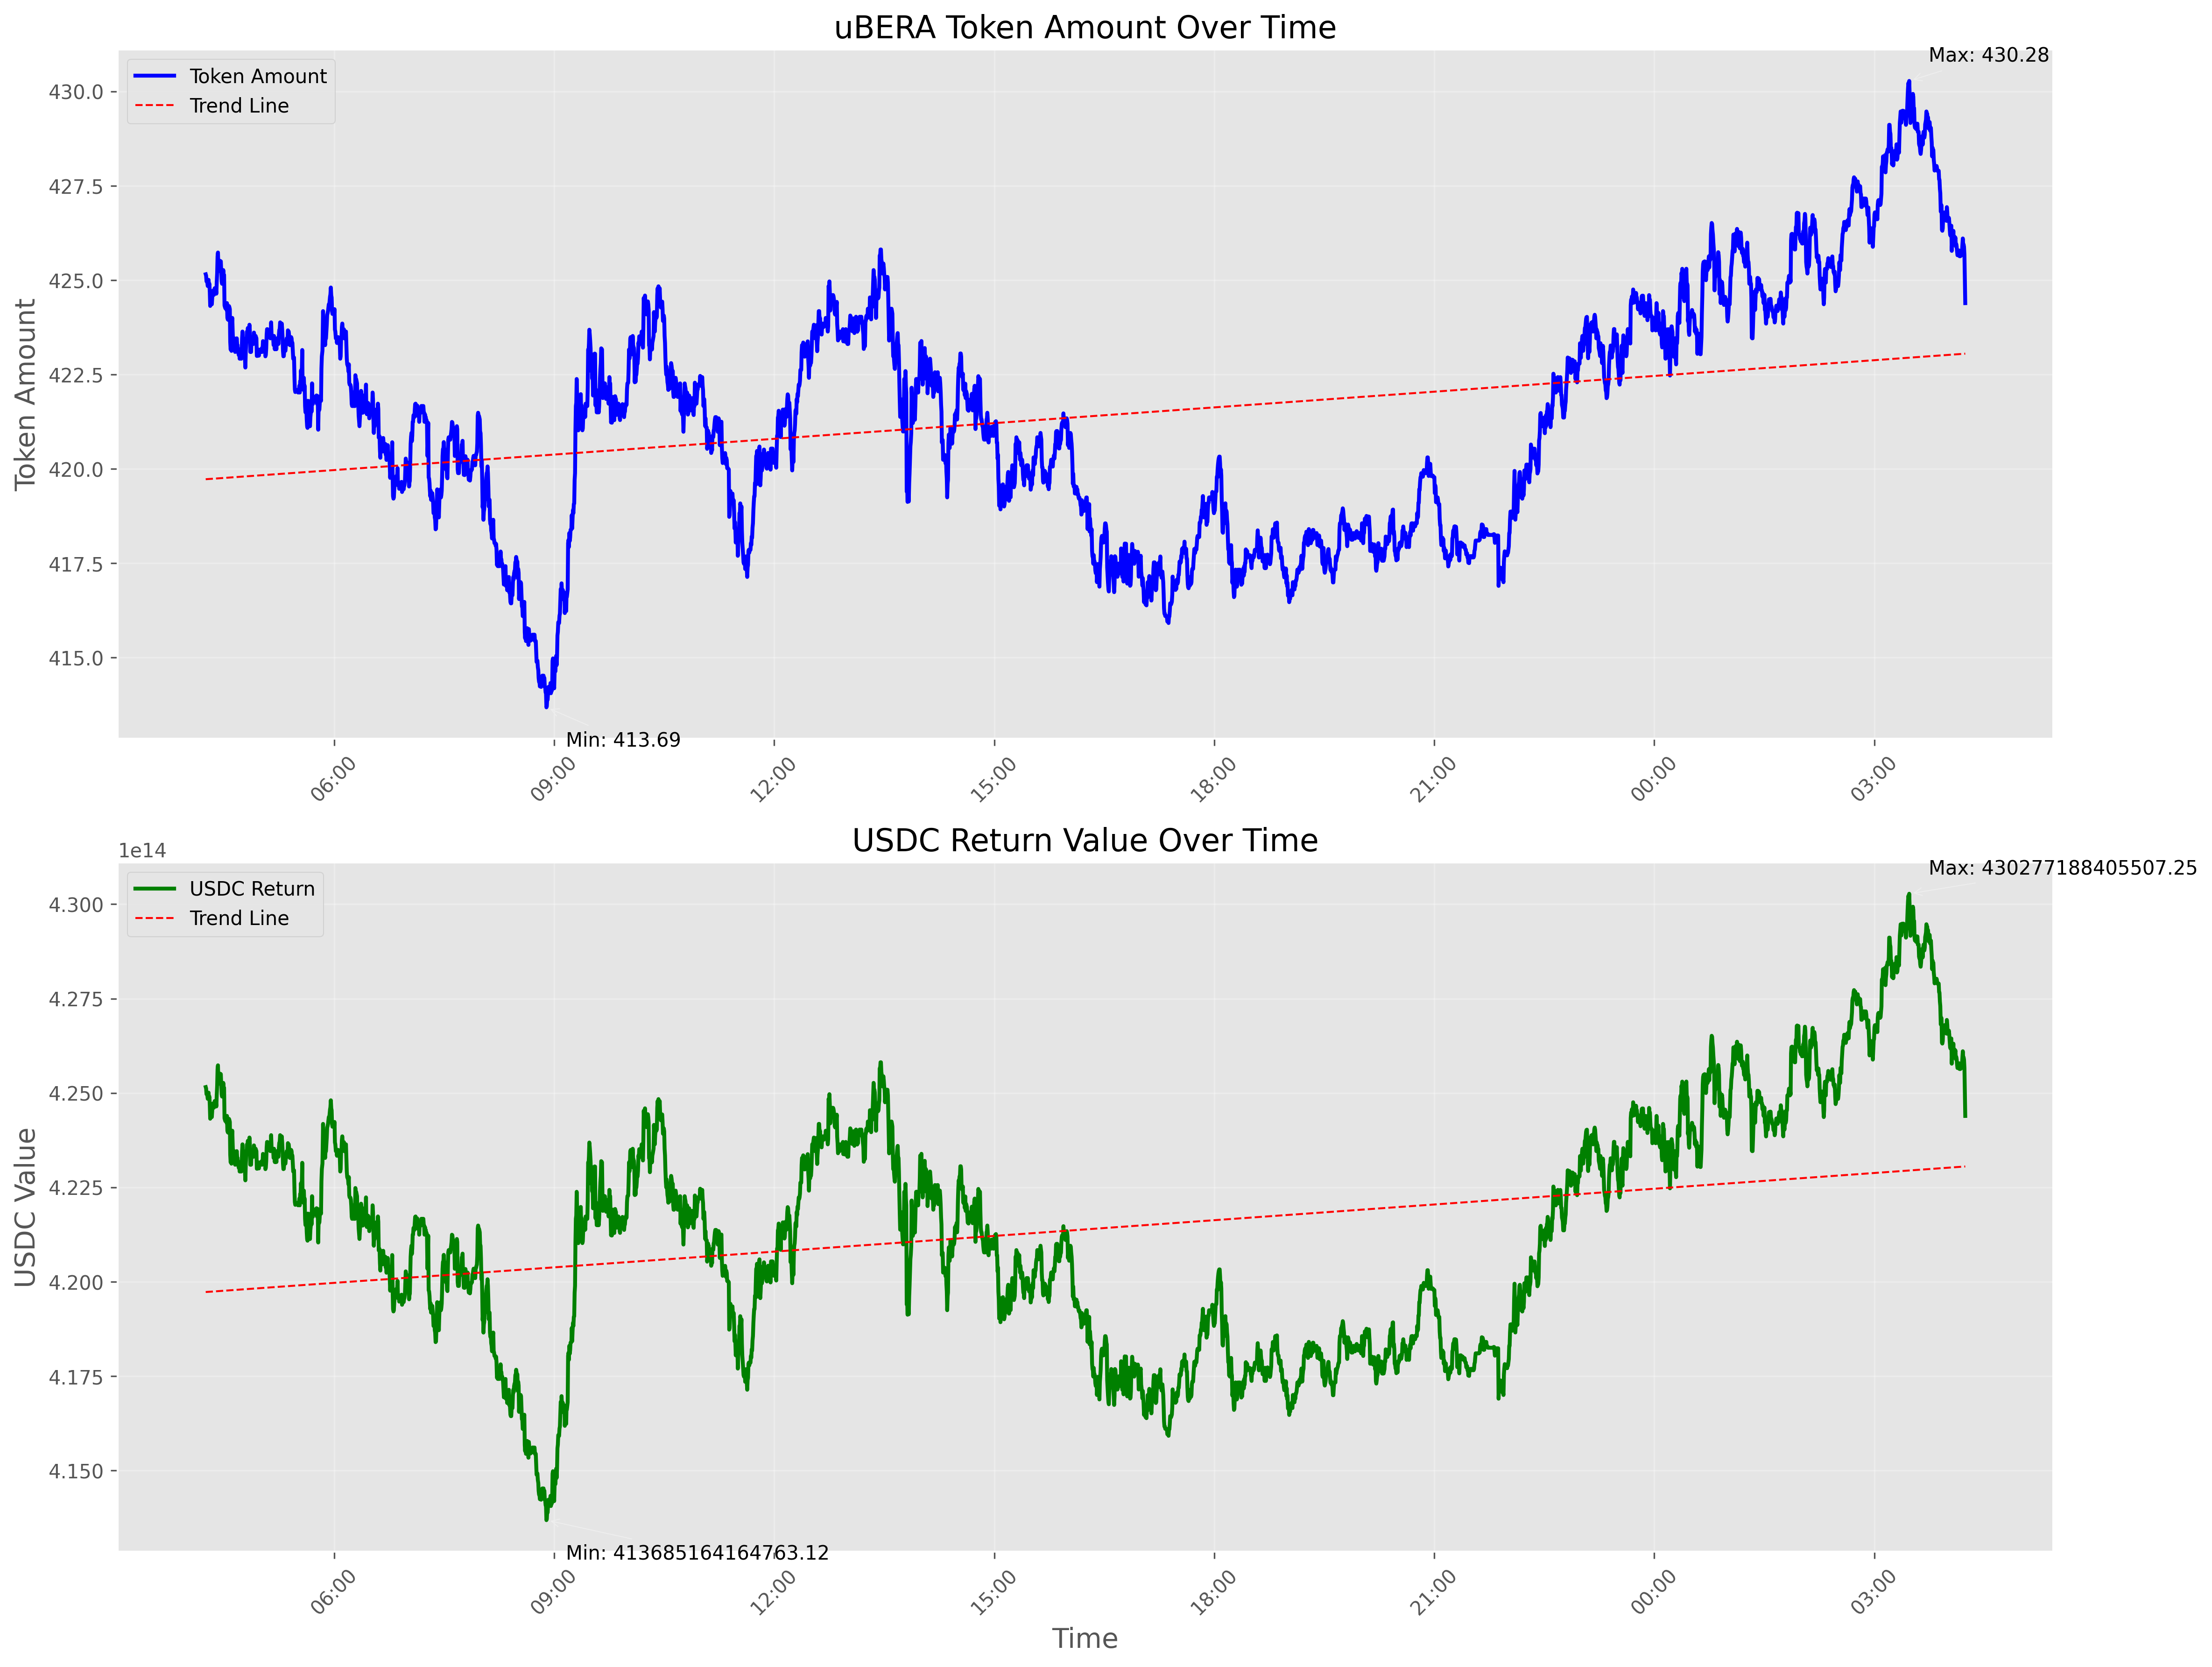 uBERA Token Amount Over Time
Max: 430.28
Token Amount
Trend Line
Token Amount
430.0
427.5
425.0
422.5
420.0
417.5
415.0
Min: 413.69
06:00
09:00
12:00
15:00
18:00
21:00
00:00
03:00
USDC Return Value Over Time
1e14
Max: 430277188405507.25
USDC Return
Trend Line
USDC Value
4.300
4.275
4.250
4.225
4.200
4.175
4.150
Min: 413685164164763.12
06:00
09:00
12:00
15:00
18:00
21:00
00:00
03:00
Time